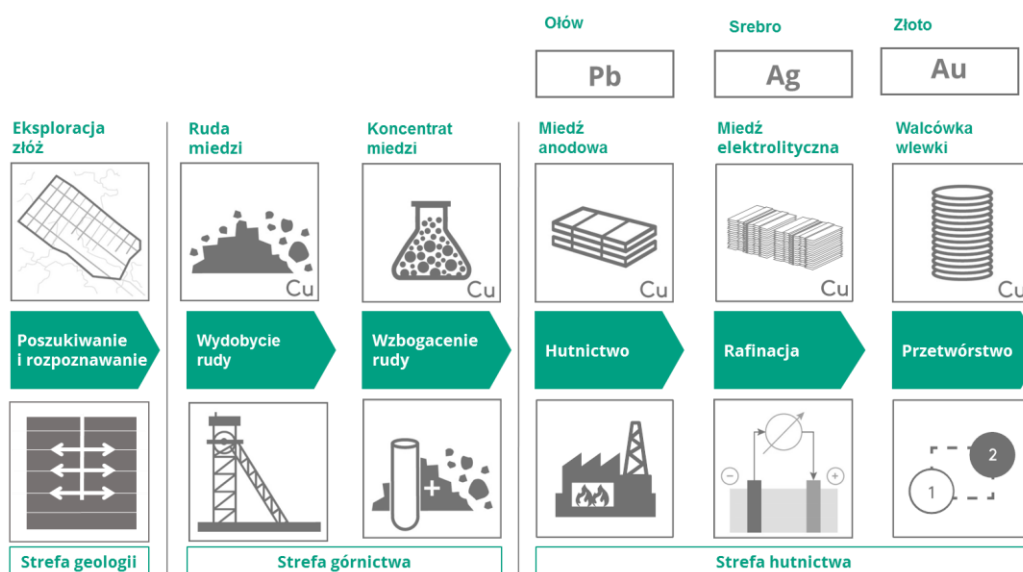 Ołów
Srebro
Złoto
Pb
Ag
Au
Eksploracja
złóż
Ruda
miedzi
Koncentrat
miedzi
Miedź
anodowa
Miedź
elektrolityczna
Walcówka
wlewki
Cu
Cu
Cu
Cu
Cu
Poszukiwanie
i rozpoznawanie
Wydobycie
rudy
Wzbogacenie
rudy
Hutnictwo
Rafinacja
Przetwórstwo
+
−
+
1
2
Strefa geologii
Strefa górnictwa
Strefa hutnictwa